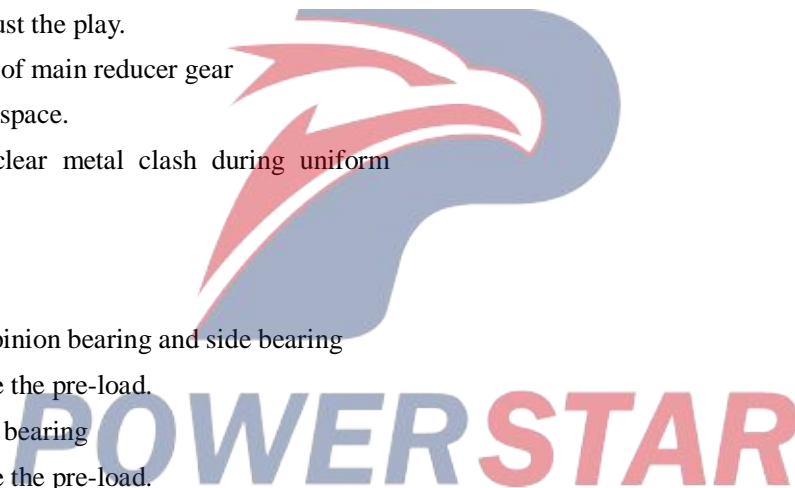 ust the play.
of main reducer gear
space.
clear metal clash during uniform
pinion bearing and side bearing
e the pre-load.
bearing
e the pre-load.
POWERSTAR